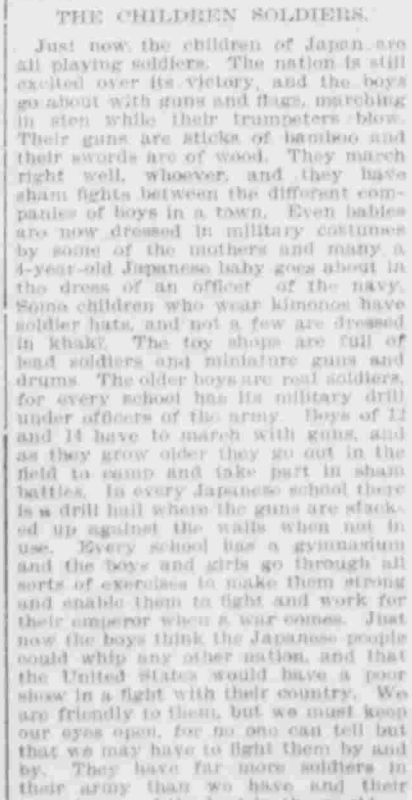 THE CHILDREN SOLDIERS.
Just now the children of Japan are
all playing soldiers. The nation is still
excited over its victory, and the boys
go about with guns and flags, marching
in step while their trumpeters blow.
Their guns are sticks of bamboo and
their swords are of wood. They march
right well, whoever, and they have
sham fights between the different com-
panies of boys in a town. Even babies
are now dressed in military costumes
by some of the mothers and many a
4-year-old Japanese baby goes about in
the dress of an officer of the navy.
Some children who wear kimonos have
soldier hats, and not a few are dressed
in khaki. The toy shops are full of
lead soldiers and miniature guns and
drums. The older boys are real soldiers,
for every school has its military drill
under officers of the army. Boys of 12
and 14 have to march with guns, and
as they grow older they go out in the
field to camp and take part in sham
battles. In every Japanese school there
is a drill hall where the guns are stack-
ed up against the walls when not in
use. Every school has a gymnasium
and the boys and girls go through all
sorts of exercises to make them strong
and enable them to fight and work for
their emperor when a war comes. Just
now the boys think the Japanese people
could whip any other nation, and that
the United States would have a poor
show in a fight with their country. We
are friendly to them, but we must keep
our eyes open, for no one can tell but
that we may have to fight them by and
by. They have far more soldiers in
their army than we have and their